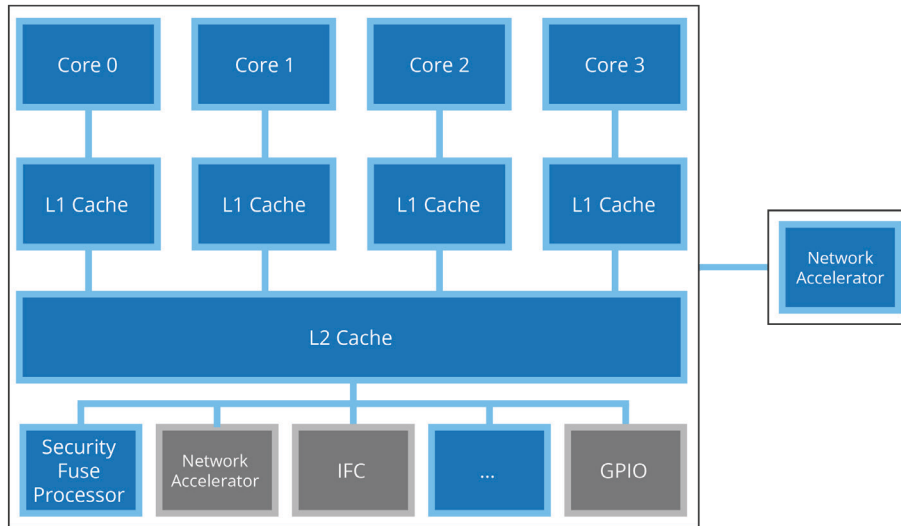 Core 0
Core 1
Core 2
Core 3
L1 Cache
L1 Cache
L1 Cache
L1 Cache
Network
Accelerator
L2 Cache
Security
Fuse
Processor
Network
Accelerator
IFC
...
GPIO